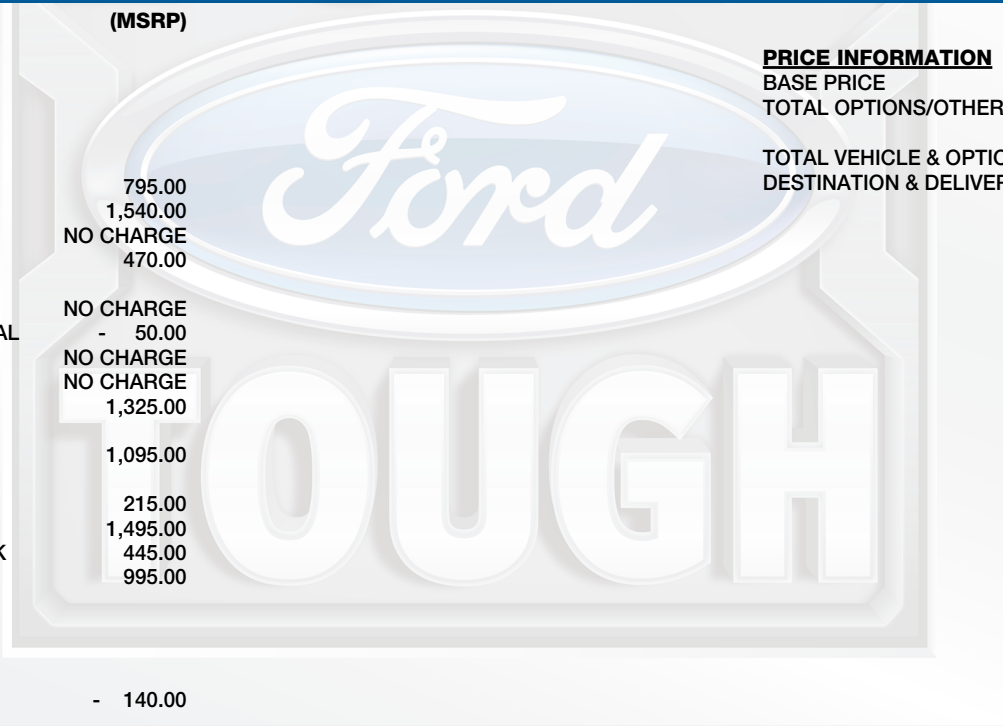 (MSRP)
PRICE INFORMATION
BASE PRICE
TOTAL OPTIONS/OTHER
TOTAL VEHICLE & OPTIO
DESTINATION & DELIVER
795.00
1,540.00
NO CHARGE
470.00
NO CHARGE
AL - 50.00
NO CHARGE
NO CHARGE
1,325.00
1,095.00
215.00
1,495.00
K 445.00
995.00
- 140.00
Ford
TOUGH